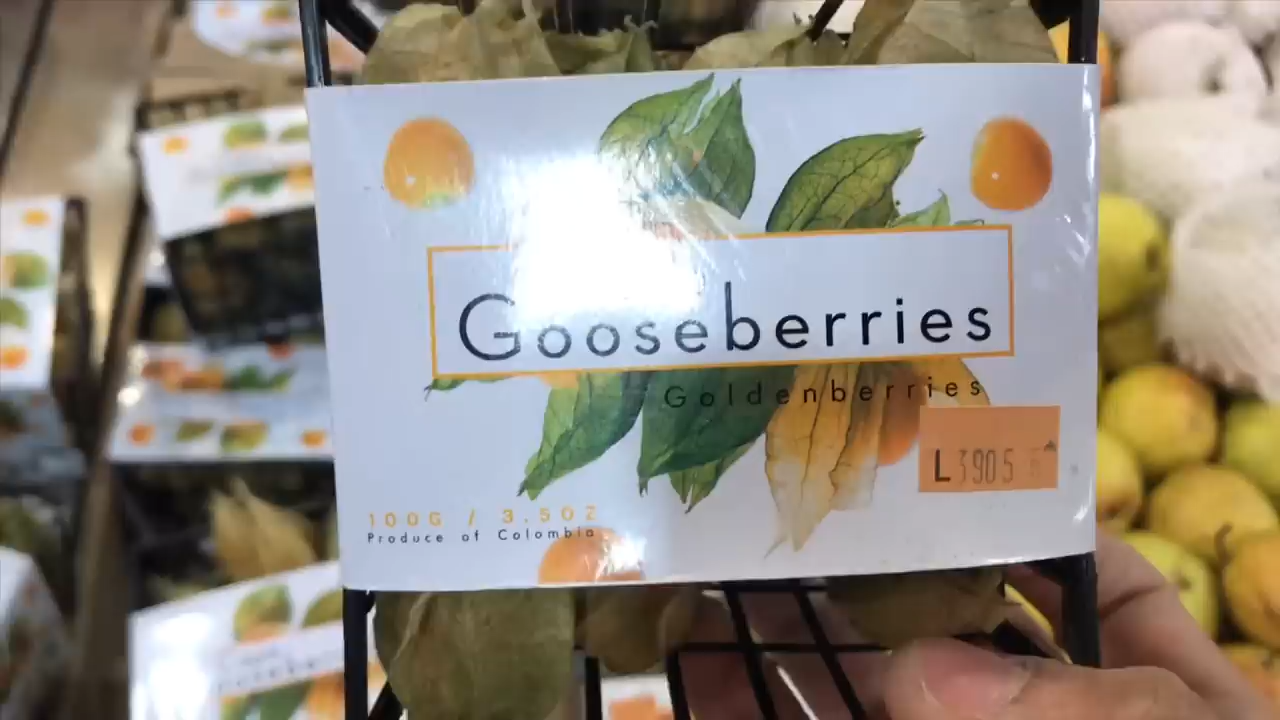 Gooseberries
Goldenberries
L3905
100G / 3.5OZ
Produce of Colombia